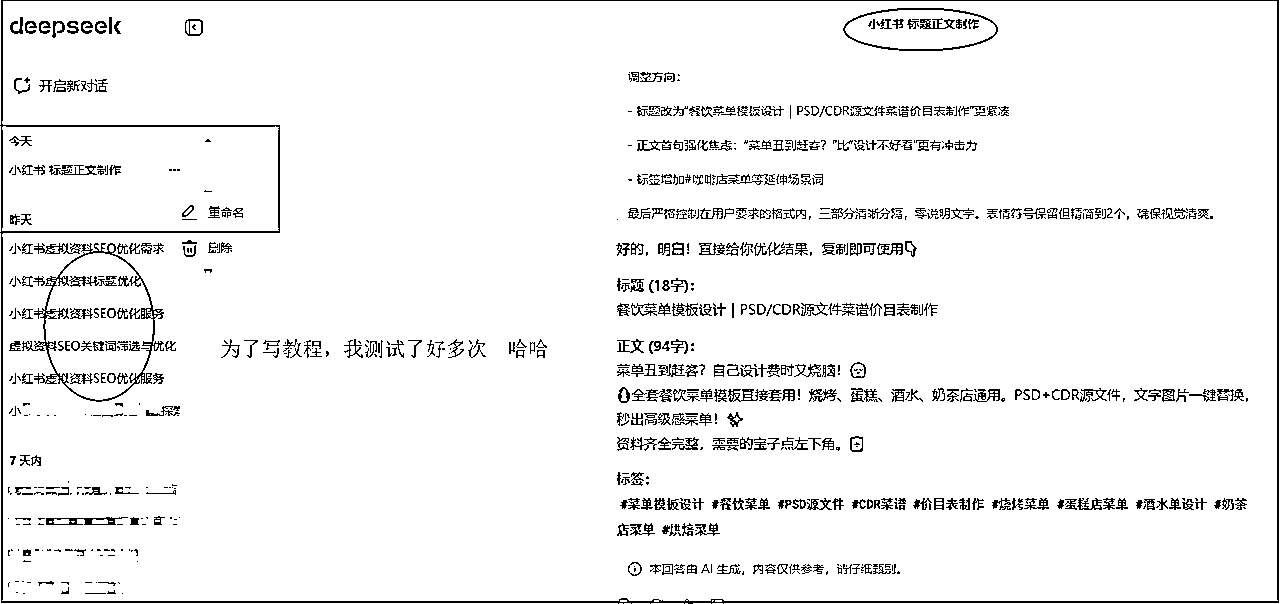 deepseek
开启新对话
今天
小红书 标题正文制作
重命名
昨天
小红书虚拟资料SEO优化需求
删除
小红书虚拟资料标题优化
小红书虚拟资料SEO优化服务
虚拟资料SEO关键词筛选与优化
小红书虚拟资料SEO优化服务
7 天内
为了写教程，我测试了好多次 哈哈
小红书 标题正文制作
调整方向：
- 标题改为“餐饮菜单模板设计｜PSD/CDR源文件菜谱价目表制作”更紧凑
- 正文首句强化焦虑：“菜单丑到赶客？”比“设计不好看”更有冲击力
- 标签增加#咖啡店菜单等延伸场景词
最后严格控制在用户要求的格式内，三部分清晰分隔，零说明文字。表情符号保留但精简到2个，确保视觉清爽。
好的，明白！直接给你优化结果，复制即可使用👇
标题 (18字)：
餐饮菜单模板设计｜PSD/CDR源文件菜谱价目表制作
正文 (94字)：
菜单丑到赶客？自己设计费时又烧脑！
全套餐饮菜单模板直接套用！烧烤、蛋糕、酒水、奶茶店通用。PSD+CDR源文件，文字图片一键替换，
秒出高级感菜单！✨
资料齐全完整，需要的宝子点左下角。
标签：
#菜单模板设计 #餐饮菜单 #PSD源文件 #CDR菜谱 #价目表制作 #烧烤菜单 #蛋糕店菜单 #酒水单设计 #奶茶
店菜单 #烘焙菜单
本回答由 AI 生成，内容仅供参考，请仔细甄别。